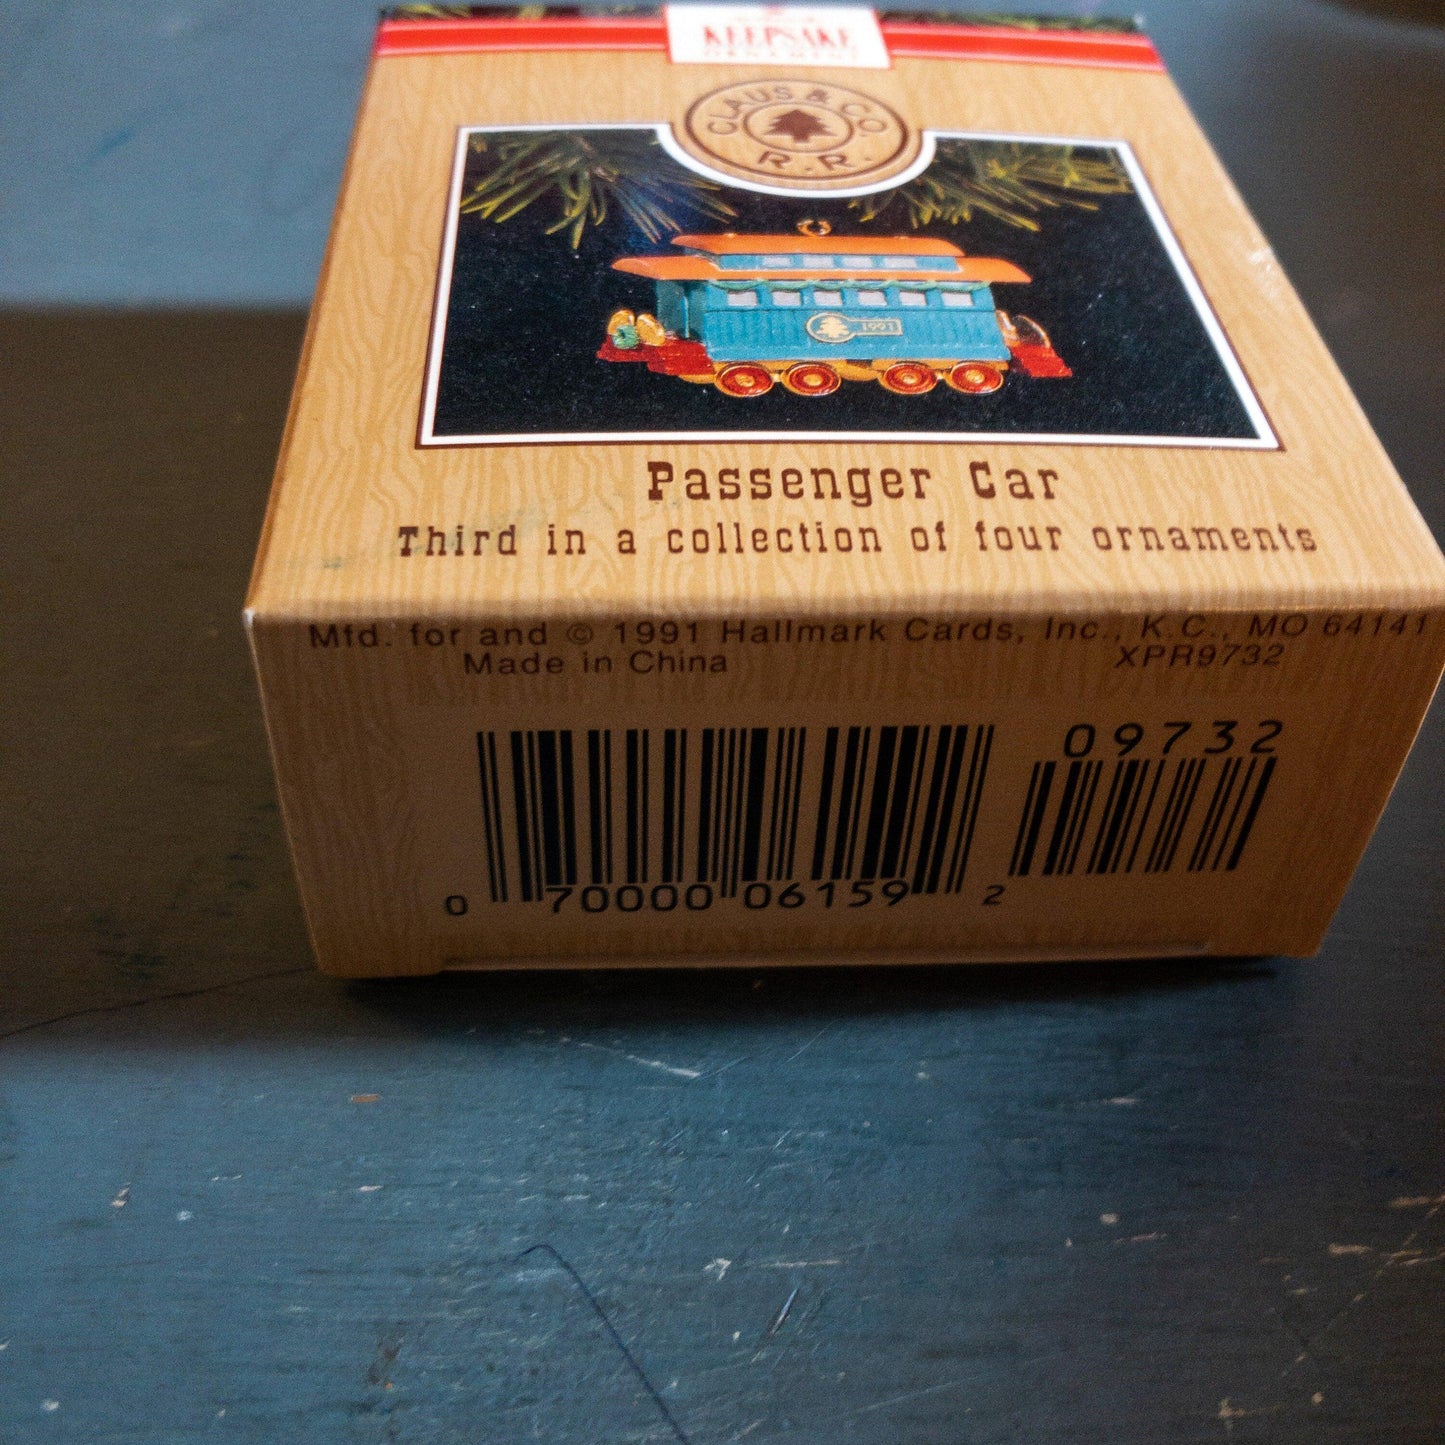 KEEPSAKE
ORNAMENT
CLAUS & CO.
R.R.
1991
Passenger Car
Third in a collection of four ornaments
Mfd. for and © 1991 Hallmark Cards, Inc., K.C., MO 64141
Made in China XPR9732
09732
0 70000 06159 2